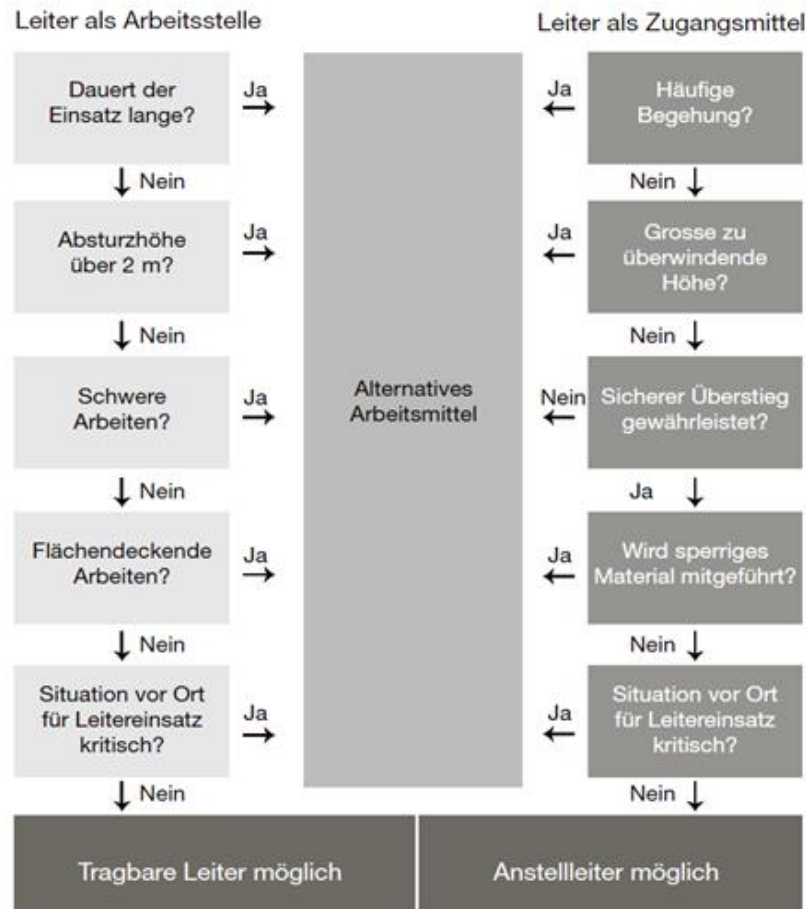 Leiter als Arbeitsstelle
Leiter als Zugangsmittel
Dauert der
Einsatz lange?
Ja
Ja
Häufige
Begehung?
Nein
Nein
Absturzhöhe
über 2 m?
Ja
Ja
Grosse zu
überwindende
Höhe?
Nein
Nein
Schwere
Arbeiten?
Ja
Alternatives
Arbeitsmittel
Nein
Sicherer Überstieg
gewährleistet?
Nein
Ja
Flächendeckende
Arbeiten?
Ja
Ja
Wird sperriges
Material mitgeführt?
Nein
Nein
Situation vor Ort
für Leitereinsatz
kritisch?
Ja
Ja
Situation vor Ort
für Leitereinsatz
kritisch?
Nein
Nein
Tragbare Leiter möglich
Anstellleiter möglich